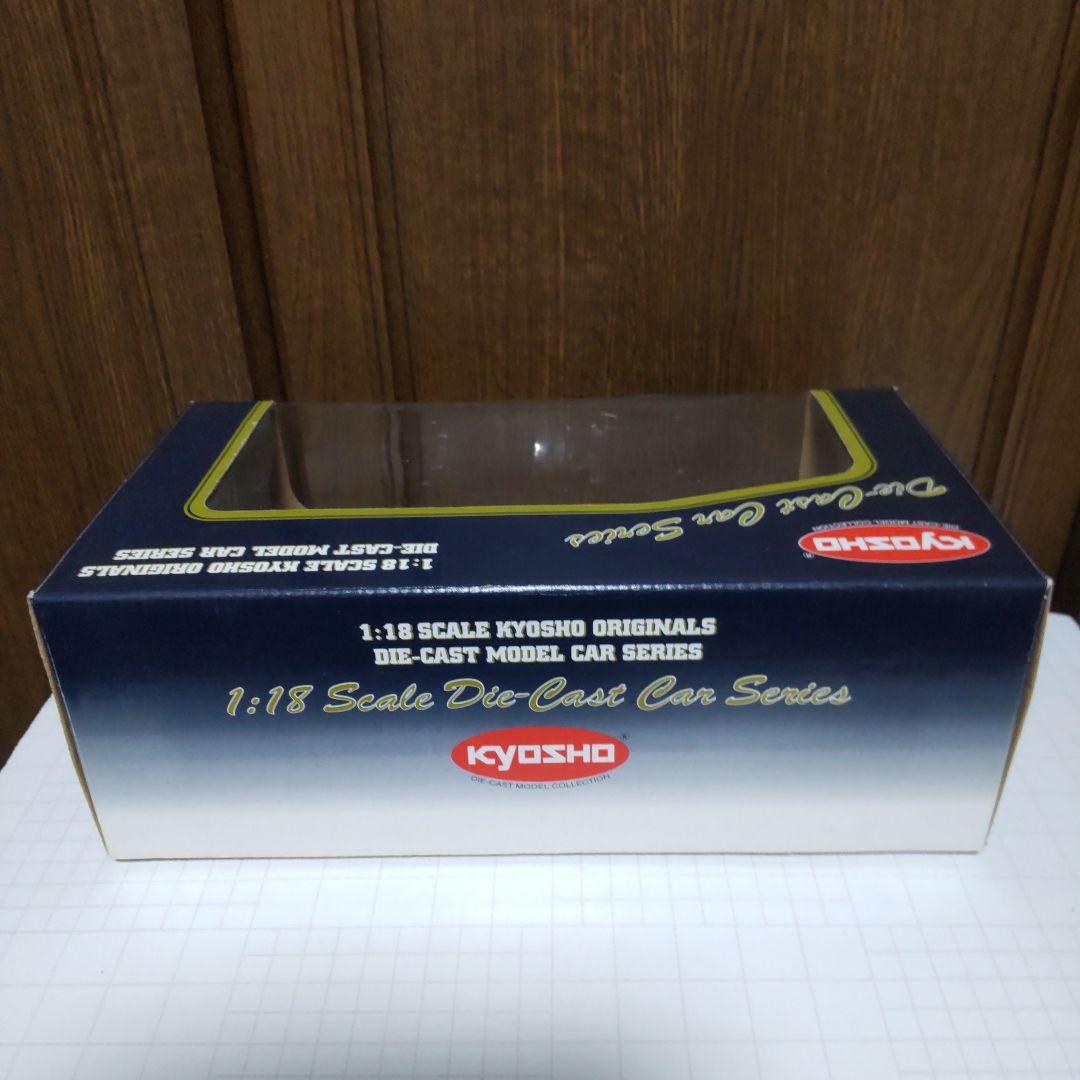 Die-Cast Car Series
KYOSHO
®
DIE-CAST MODEL COLLECTION
1:18 SCALE KYOSHO ORIGINALS
DIE-CAST MODEL CAR SERIES
1:18 SCALE KYOSHO ORIGINALS
DIE-CAST MODEL CAR SERIES
1:18 Scale Die-Cast Car Series
KYOSHO
®
DIE-CAST MODEL COLLECTION